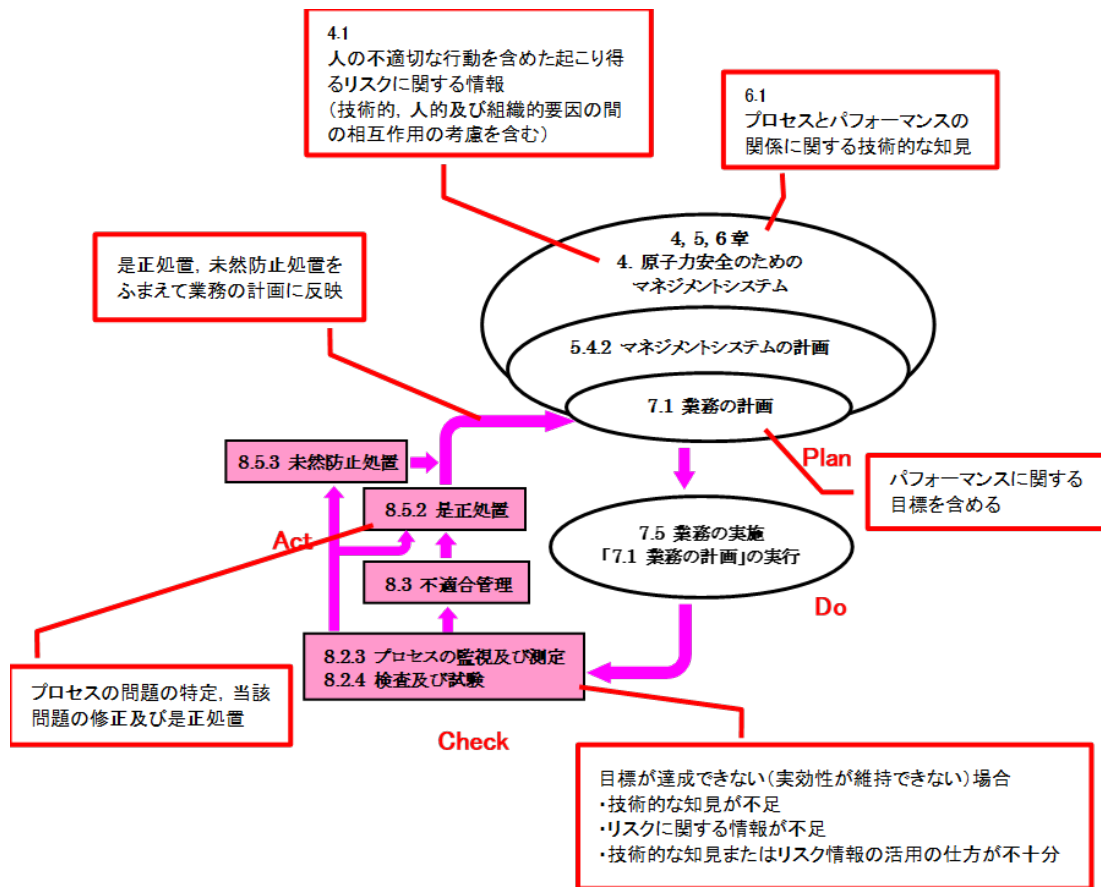 4.1
人の不適切な行動を含めた起こり得
るリスクに関する情報
（技術的，人的及び組織的要因の間
の相互作用の考慮を含む）
6.1
プロセスとパフォーマンスの
関係に関する技術的な知見
是正処置，未然防止処置を
ふまえて業務の計画に反映
4，5，6章
4．原子力安全のための
マネジメントシステム
5.4.2 マネジメントシステムの計画
7.1 業務の計画
Plan
パフォーマンスに関する
目標を含める
8.5.3 未然防止処置
8.5.2 是正処置
Act
8.3 不適合管理
7.5 業務の実施
「7.1 業務の計画」の実行
Do
8.2.3 プロセスの監視及び測定
8.2.4 検査及び試験
プロセスの問題の特定，当該
問題の修正及び是正処置
Check
目標が達成できない（実効性が維持できない）場合
・技術的な知見が不足
・リスクに関する情報が不足
・技術的な知見またはリスク情報の活用の仕方が不十分